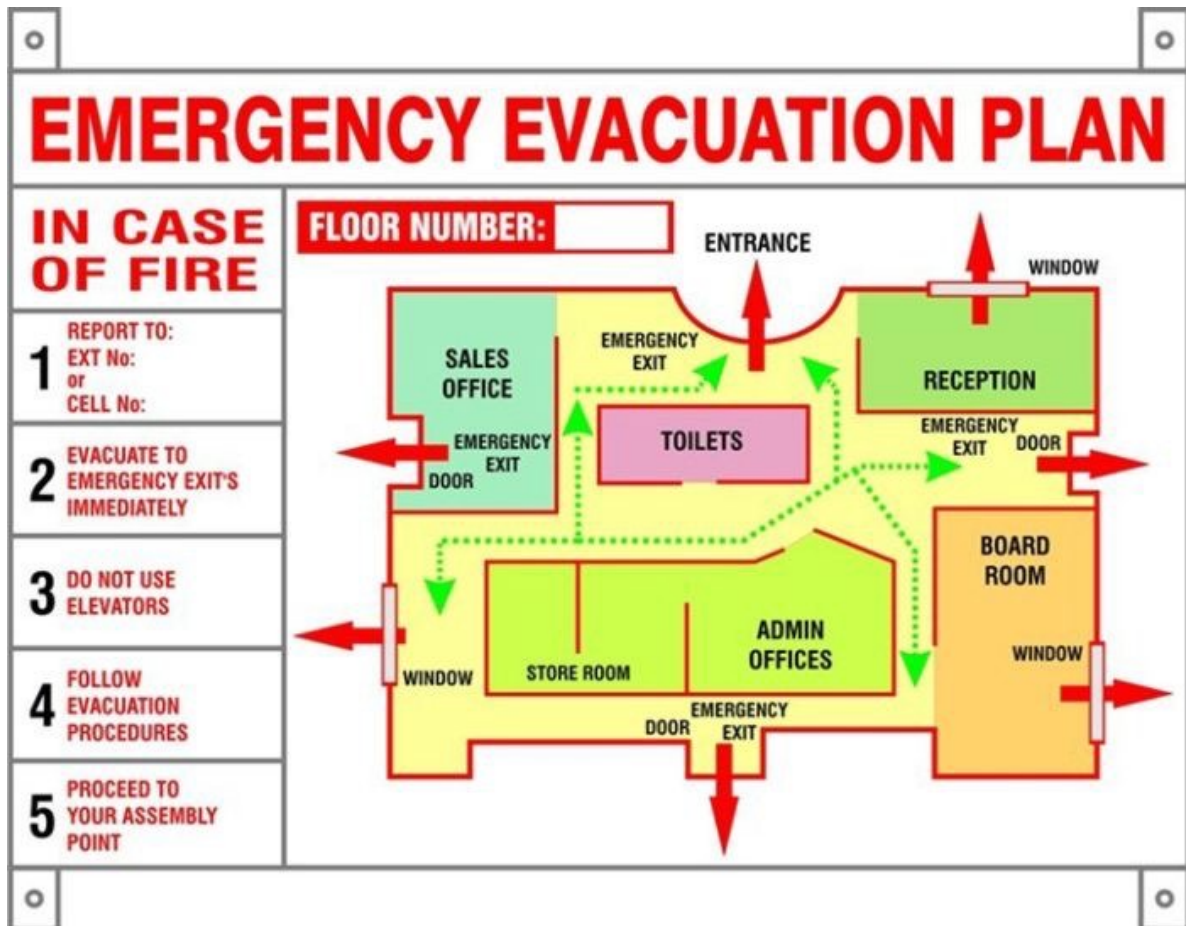 EMERGENCY EVACUATION PLAN
IN CASE
OF FIRE
1
REPORT TO:
EXT No:
or
CELL No:
2
EVACUATE TO
EMERGENCY EXIT'S
IMMEDIATELY
3
DO NOT USE
ELEVATORS
4
FOLLOW
EVACUATION
PROCEDURES
5
PROCEED TO
YOUR ASSEMBLY
POINT
FLOOR NUMBER:
ENTRANCE
WINDOW
EMERGENCY
EXIT
SALES
OFFICE
RECEPTION
TOILETS
EMERGENCY
EXIT
DOOR
EMERGENCY
EXIT
DOOR
BOARD
ROOM
ADMIN
OFFICES
STORE ROOM
WINDOW
WINDOW
DOOR
EMERGENCY
EXIT